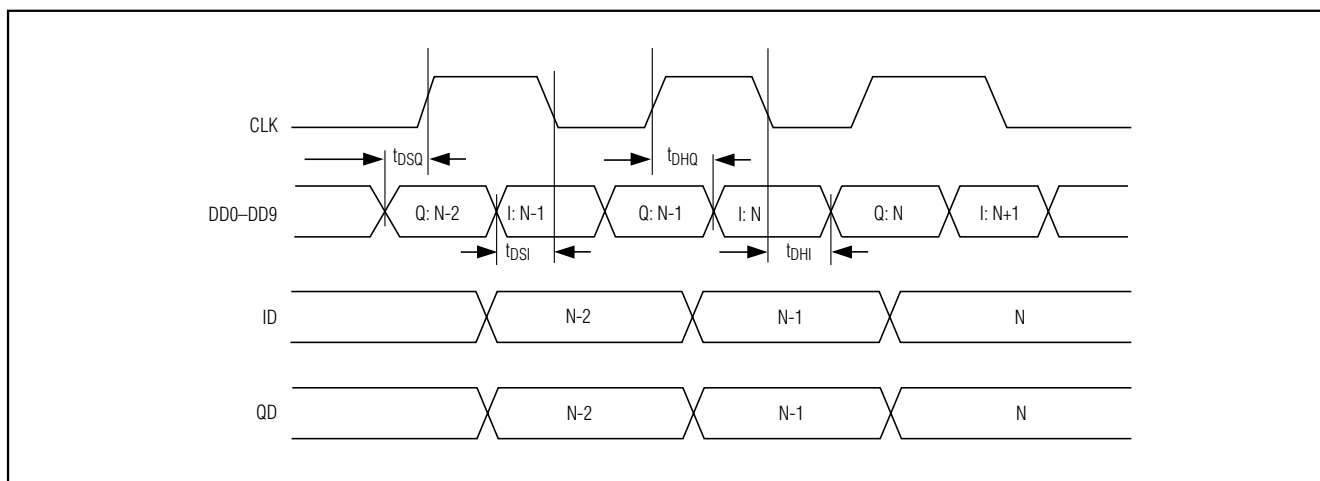 CLK
tDSQ
tDHQ
DD0–DD9 Q: N-2 I: N-1 Q: N-1 I: N Q: N I: N+1
tDSI
tDHI
ID N-2 N-1 N
QD N-2 N-1 N